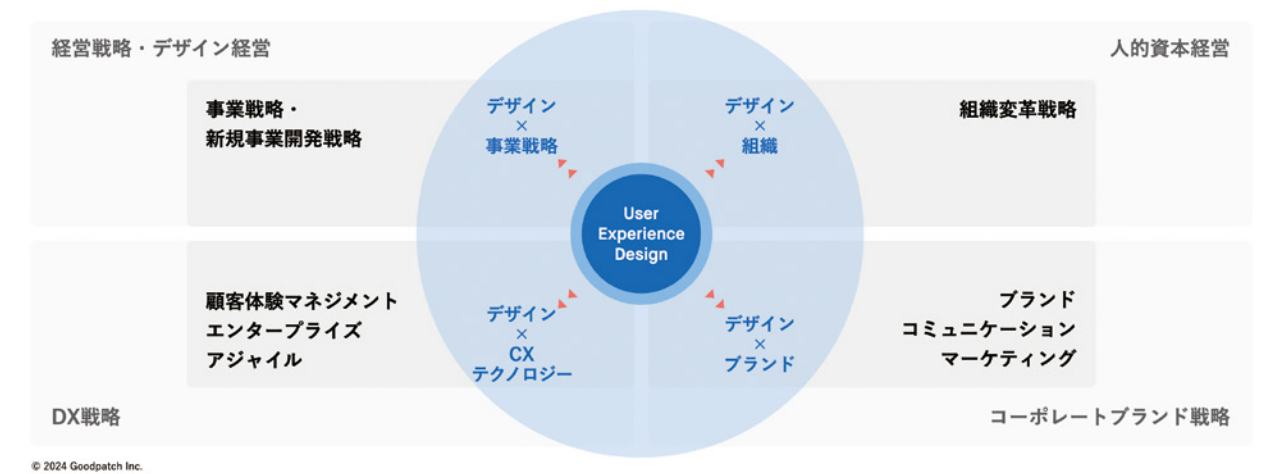 経営戦略・デザイン経営
人的資本経営
事業戦略・
新規事業開発戦略
デザイン
×
事業戦略
デザイン
×
組織
組織変革戦略
User
Experience
Design
顧客体験マネジメント
エンタープライズ
アジャイル
デザイン
×
CX
テクノロジー
デザイン
×
ブランド
ブランド
コミュニケーション
マーケティング
DX戦略
コーポレートブランド戦略
© 2024 Goodpatch Inc.